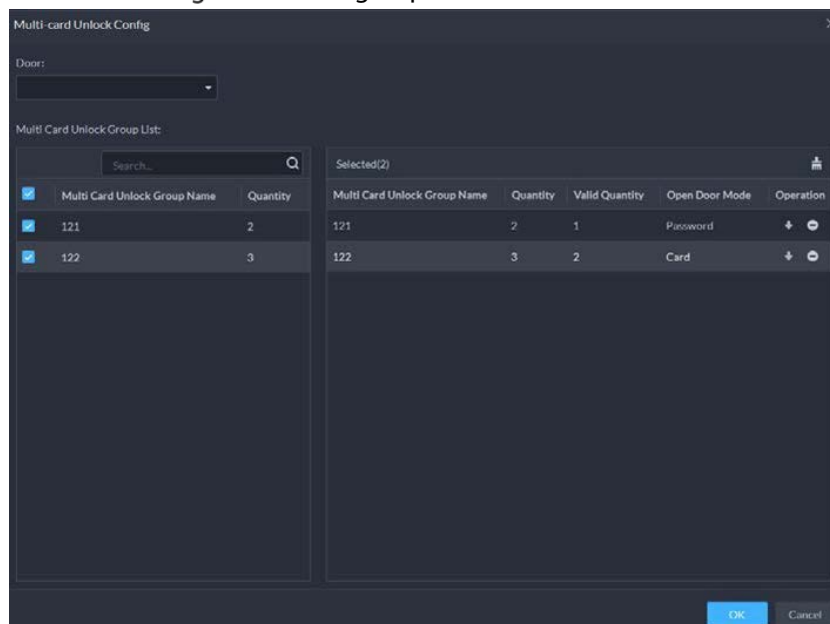 Multi-card Unlock Config
Door:
Multi Card Unlock Group List:
Search...
Multi Card Unlock Group Name Quantity
121 2
122 3
Selected(2)
Multi Card Unlock Group Name Quantity Valid Quantity Open Door Mode Operation
121 2 1 Password
122 3 2 Card
OK Cancel